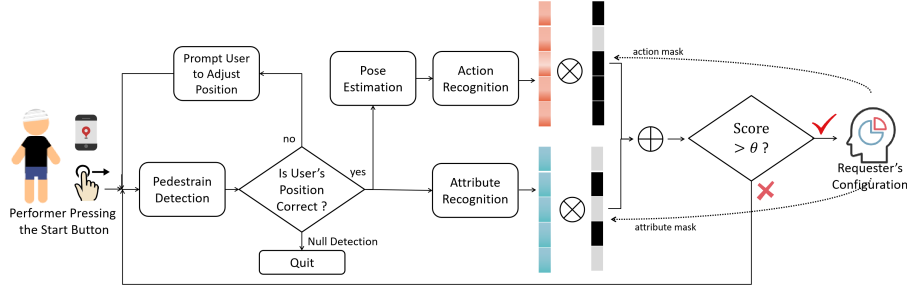 Prompt User
to Adjust
Position
Pose
Estimation
Action
Recognition
action mask
no
Score
> θ ?
Pedestrain
Detection
Is User's
Position
Correct ?
yes
Attribute
Recognition
Requester's
Configuration
Performer Pressing
the Start Button
Null Detection
Quit
attribute mask